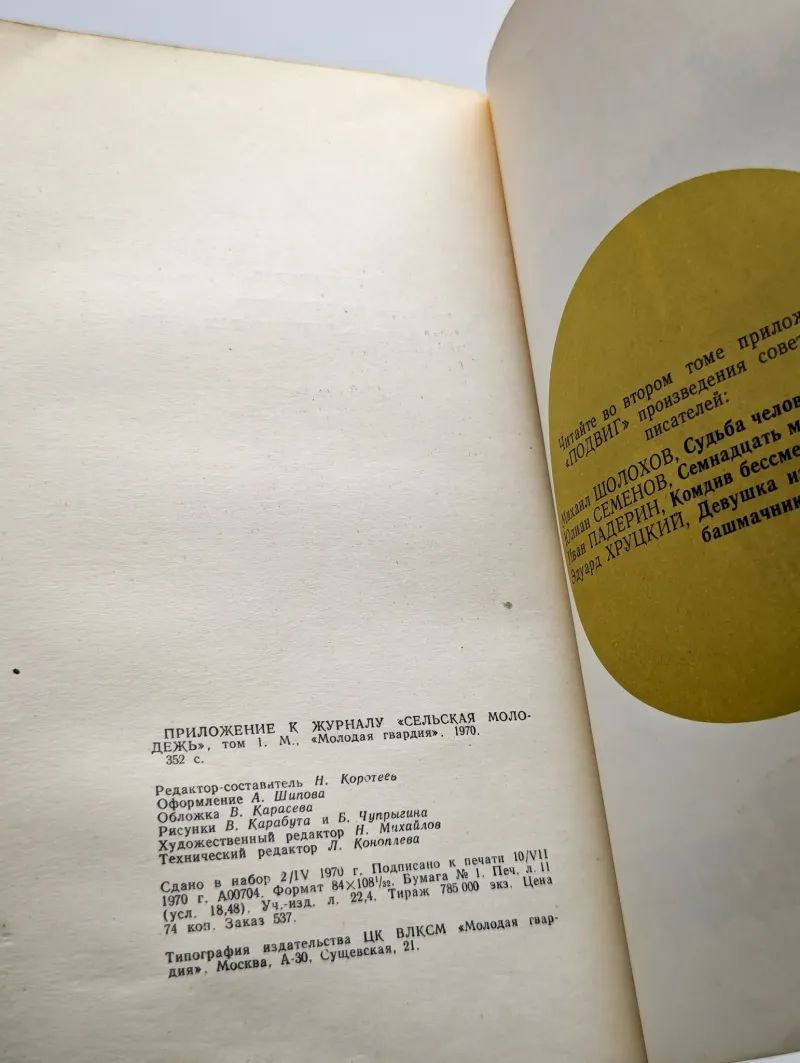 ПРИЛОЖЕНИЕ К ЖУРНАЛУ «СЕЛЬСКАЯ МОЛО-
ДЕЖЬ», том 1. М., «Молодая гвардия». 1970.
352 с.
Редактор-составитель Н. Коротеев
Оформление А. Шипова
Обложка В. Карасева
Рисунки В. Карабута и Б. Чупрыгина
Художественный редактор Н. Михайлов
Технический редактор Л. Коноплева
Сдано в набор 2/IV 1970 г. Подписано к печати 10/VII
1970 г. А00704. Формат 84×108¹/₃₂. Бумага № 1. Печ. л. 11
(усл. 18,48). Уч.-изд. л. 22,4. Тираж 785 000 экз. Цена
74 коп. Заказ 537.
Типография издательства ЦК ВЛКСМ «Молодая гвар-
дия». Москва, А-30, Сущевская, 21.
Читайте во втором томе прилож
«ПОДВИГ» произведения совет
писателей:
Михаил ШОЛОХОВ, Судьба челов
Юлиан СЕМЕНОВ, Семнадцать м
Иван ПАДЕРИН, Комдив бессме
Эдуард ХРУЦКИЙ, Девушка из
башмачник